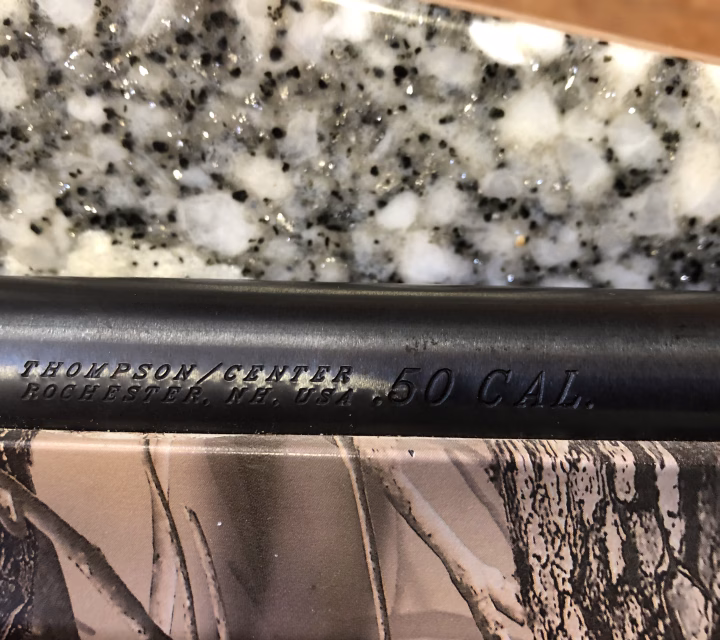 THOMPSON/CENTER
ROCHESTER, NH. USA
.50 CAL.